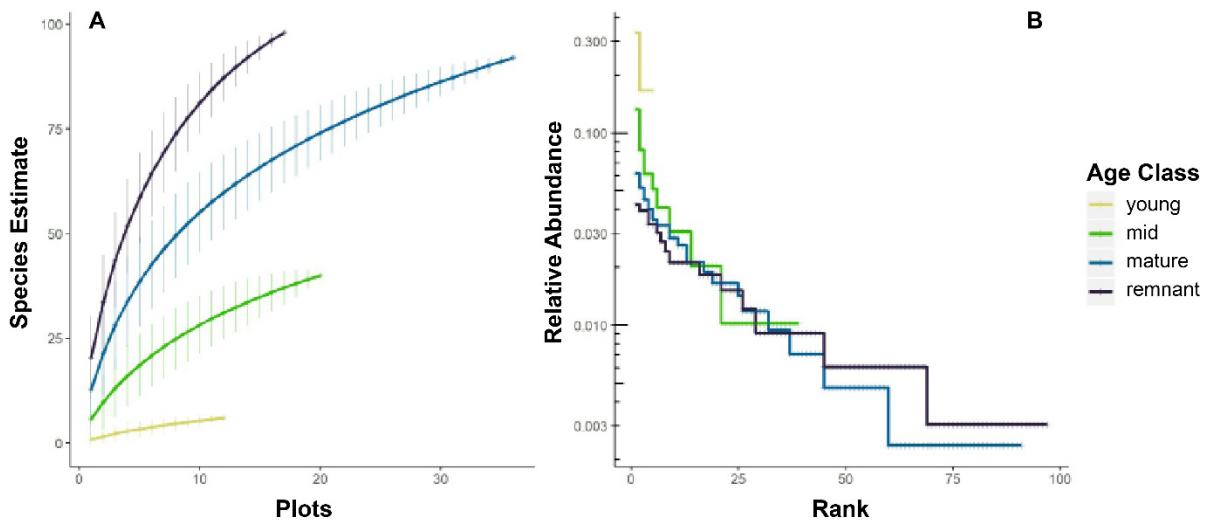 A
100
75
50
25
0
Species Estimate
0
10
20
30
Plots
B
0.300
0.100
0.030
0.010
0.003
Relative Abundance
0
25
50
75
100
Rank
Age Class
young
mid
mature
remnant